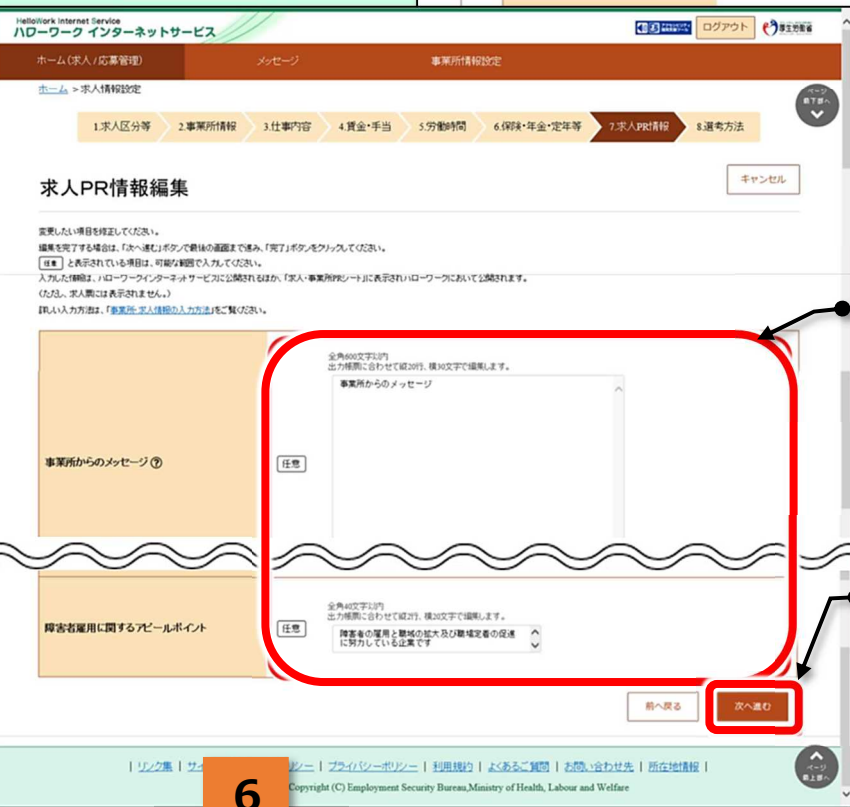 HelloWork Internet Service
ハローワーク インターネットサービス
ログアウト
厚生労働省
ホーム(求人/応募管理)
メッセージ
事業所情報設定
ホーム > 求人情報設定
ページ
最下部へ
1.求人区分等
2.事業所情報
3.仕事内容
4.賃金・手当
5.労働時間
6.保険・年金・定年等
7.求人PR情報
8.選考方法
求人PR情報編集
キャンセル
変更したい項目を修正してください。
編集を完了する場合は、「次へ進む」ボタンで最後の画面まで進み、「完了」ボタンをクリックしてください。
任意 と表示されている項目は、可能な範囲で入力してください。
入力した情報は、ハローワークインターネットサービスに公開されるほか、「求人・事業所PRシート」に表示されハローワークにおいて公開されます。
(ただし、求人票には表示されません。)
詳しい入力方法は、「事業所・求人情報の入力方法」をご覧ください。
全角600文字以内
出力帳票に合わせて縦20行、横30文字で編集します。
事業所からのメッセージ
事業所からのメッセージ ?
任意
全角40文字以内
出力帳票に合わせて縦2行、横20文字で編集します。
障害者雇用に関するアピールポイント
任意
障害者の雇用と職域の拡大及び職場定着の促進
に努力している企業です
前へ戻る
次へ進む
| リンク集 | サイ
シー | プライバシーポリシー | 利用規約 | よくあるご質問 | お問い合わせ先 | 所在地情報 |
ページ
最上部へ
6
Copyright (C) Employment Security Bureau,Ministry of Health, Labour and Welfare